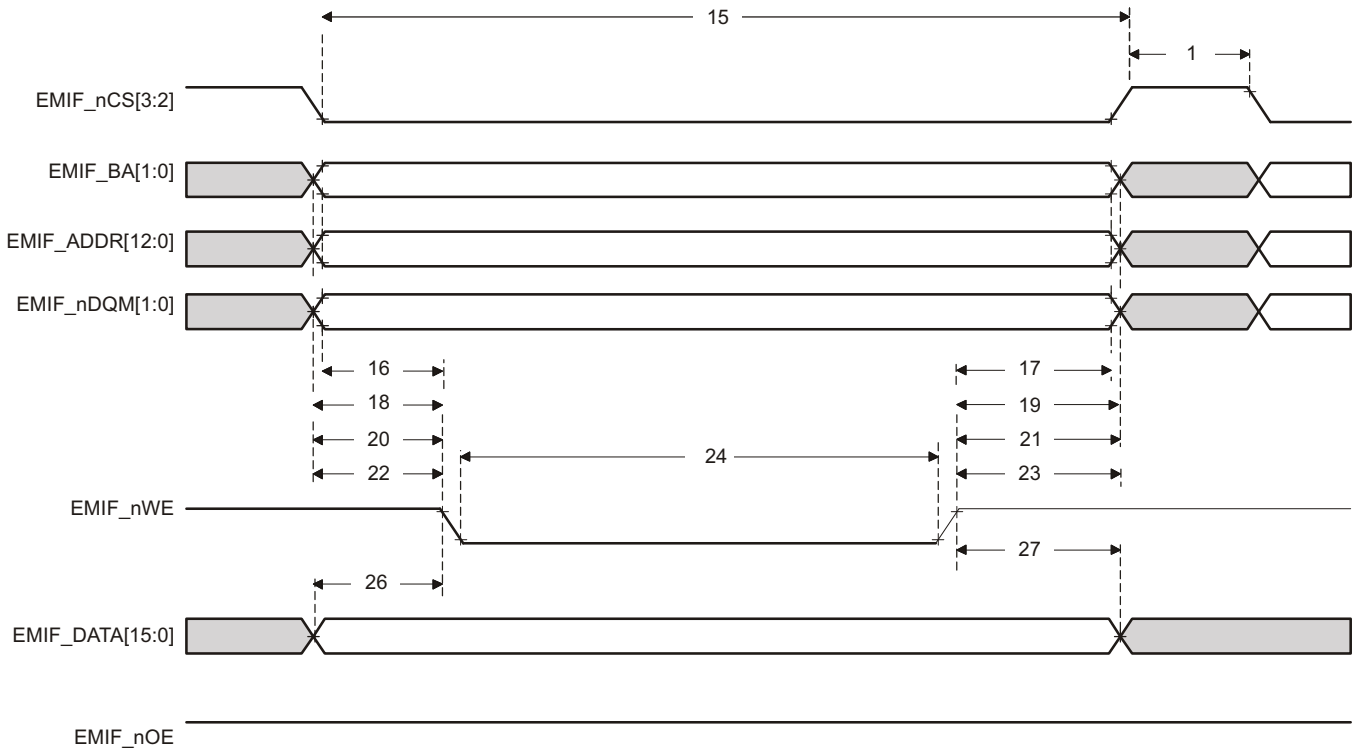 15
1
EMIF_nCS[3:2]
EMIF_BA[1:0]
EMIF_ADDR[12:0]
EMIF_nDQM[1:0]
16
17
18
19
20
21
24
22
23
EMIF_nWE
27
26
EMIF_DATA[15:0]
EMIF_nOE